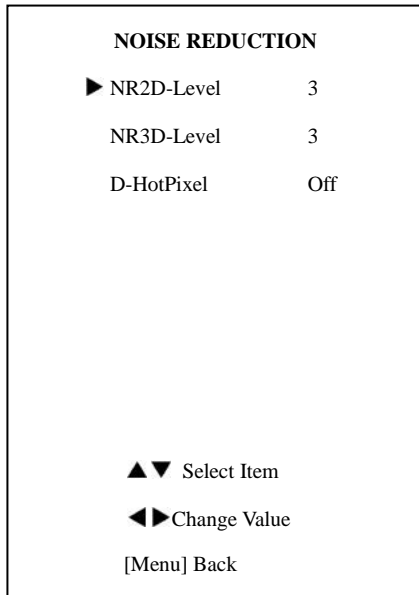 NOISE REDUCTION
▶ NR2D-Level 3
NR3D-Level 3
D-HotPixel Off
▲▼ Select Item
◀▶Change Value
[Menu] Back